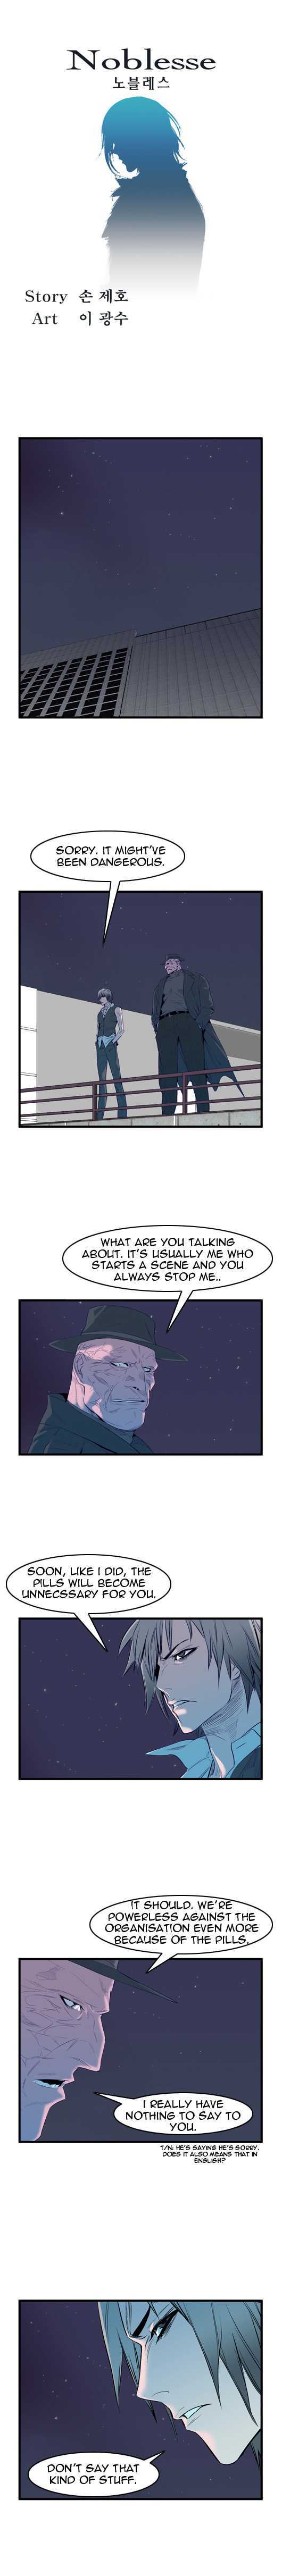 Noblesse
노블레스
Story 손 제호
Art 이 광수
SORRY. IT MIGHT'VE
BEEN DANGEROUS.
WHAT ARE YOU TALKING
ABOUT. IT'S USUALLY ME WHO
STARTS A SCENE AND YOU
ALWAYS STOP ME..
SOON, LIKE I DID, THE
PILLS WILL BECOME
UNNECSSARY FOR YOU.
IT SHOULD. WE'RE
POWERLESS AGAINST THE
ORGANISATION EVEN MORE
BECAUSE OF THE PILLS.
I REALLY HAVE
NOTHING TO SAY TO
YOU.
T/N: HE'S SAYING HE'S SORRY.
DOES IT ALSO MEANS THAT IN
ENGLISH?
DON'T SAY THAT
KIND OF STUFF.